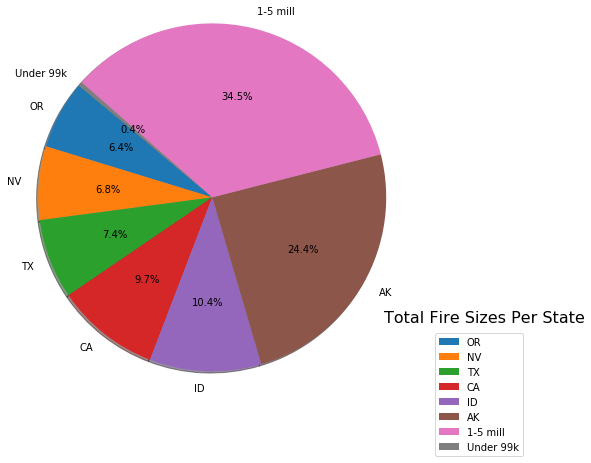 1-5 mill
34.5%
Under 99k
0.4%
OR
6.4%
NV
6.8%
TX
7.4%
CA
9.7%
ID
10.4%
AK
24.4%
Total Fire Sizes Per State
OR
NV
TX
CA
ID
AK
1-5 mill
Under 99k